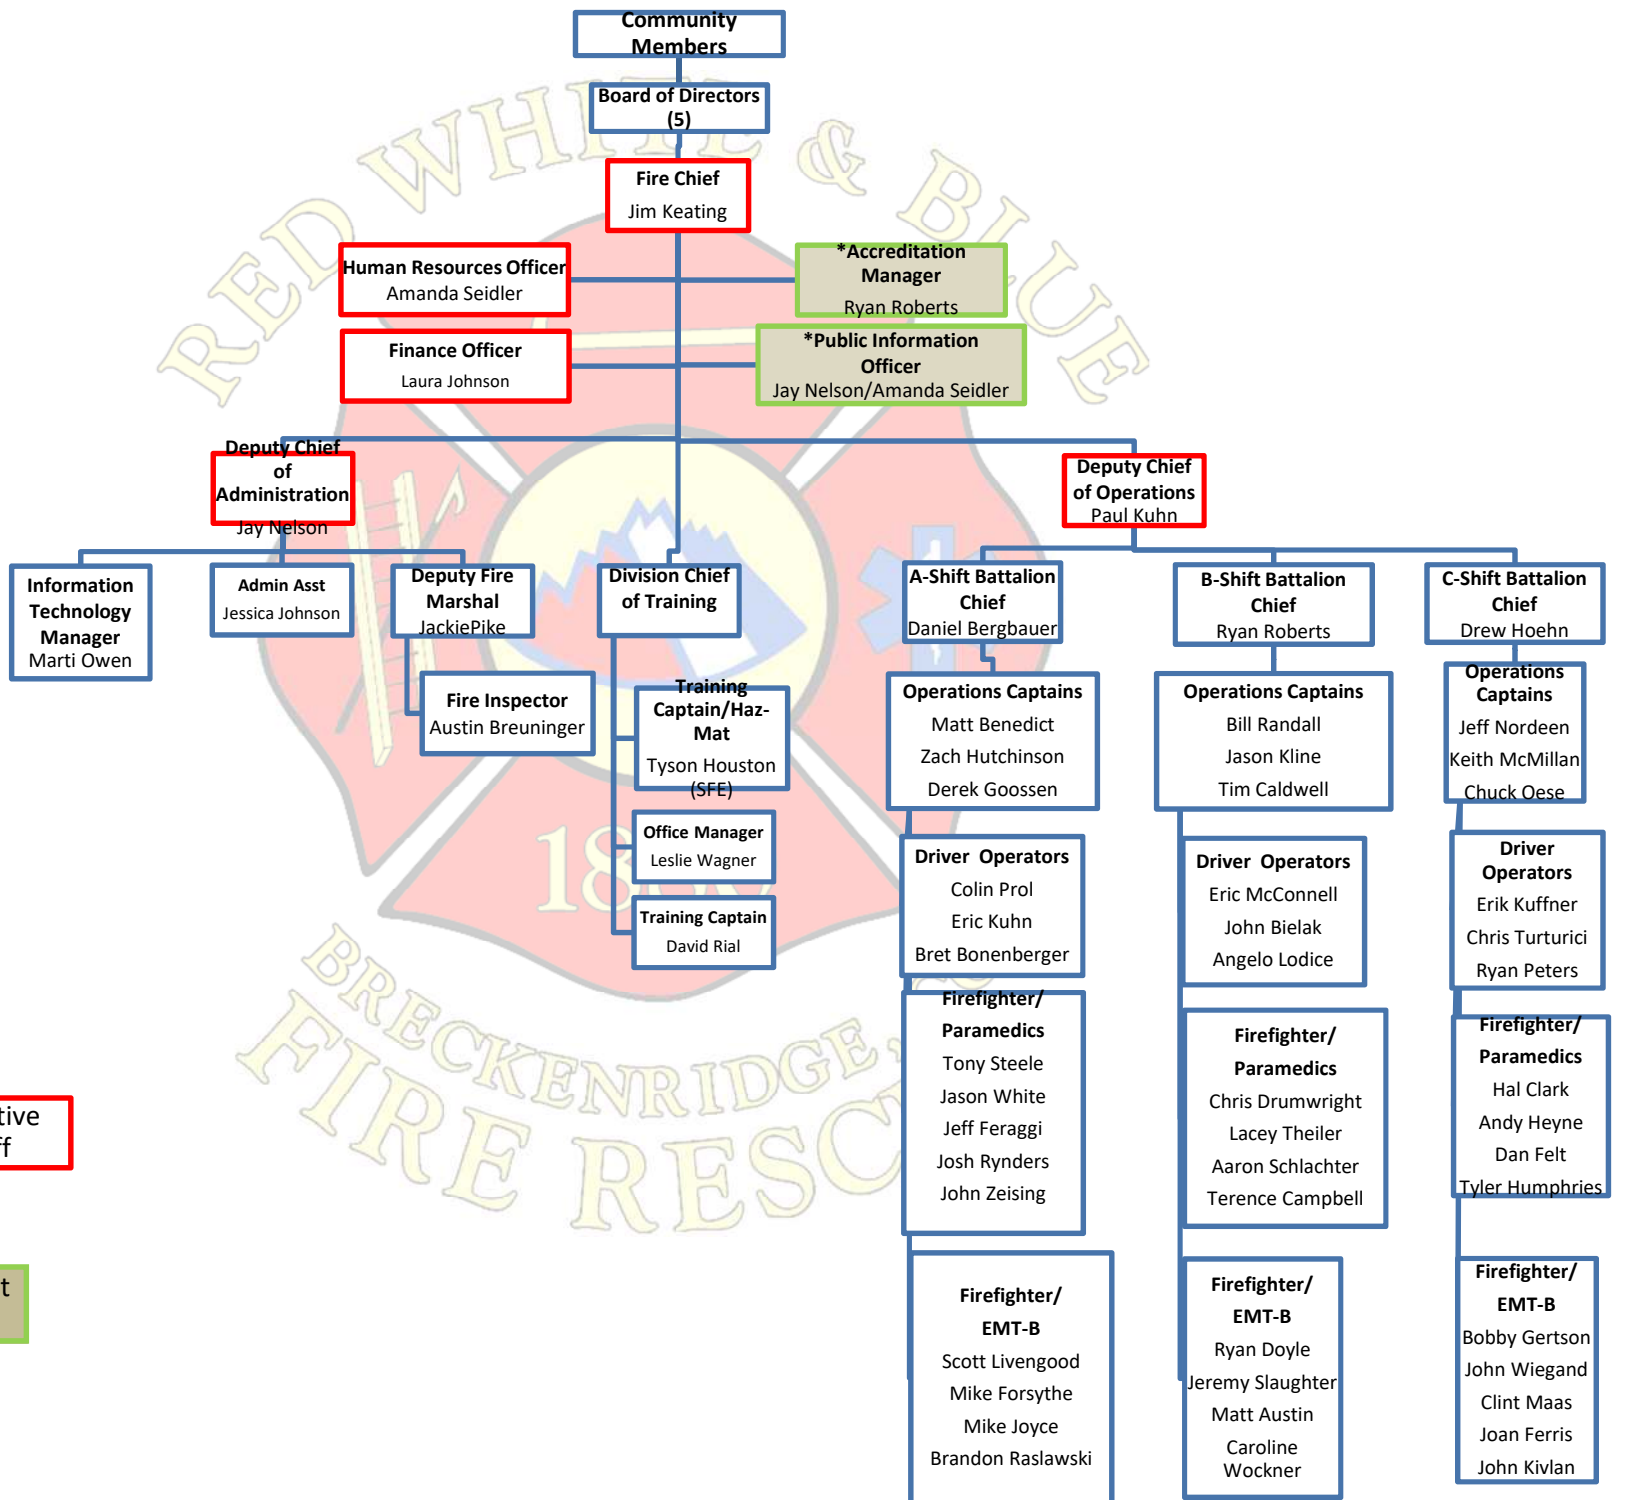 Community
Members
Board of Directors
(5)
Fire Chief
Jim Keating
Human Resources Officer
Amanda Seidler
*Accreditation
Manager
Ryan Roberts
Finance Officer
Laura Johnson
*Public Information
Officer
Jay Nelson/Amanda Seidler
Deputy Chief
of
Administration
Jay Nelson
Deputy Chief
of Operations
Paul Kuhn
Information
Technology
Manager
Marti Owen
Admin Asst
Jessica Johnson
Deputy Fire
Marshal
JackiePike
Fire Inspector
Austin Breuninger
Division Chief
of Training
Training
Captain/Haz-
Mat
Tyson Houston
(SFE)
Office Manager
Leslie Wagner
Training Captain
David Rial
A-Shift Battalion
Chief
Daniel Bergbauer
Operations Captains
Matt Benedict
Zach Hutchinson
Derek Goossen
Driver Operators
Colin Prol
Eric Kuhn
Bret Bonenberger
Firefighter/
Paramedics
Tony Steele
Jason White
Jeff Feraggi
Josh Rynders
John Zeising
Firefighter/
EMT-B
Scott Livengood
Mike Forsythe
Mike Joyce
Brandon Raslawski
B-Shift Battalion
Chief
Ryan Roberts
Operations Captains
Bill Randall
Jason Kline
Tim Caldwell
Driver Operators
Eric McConnell
John Bielak
Angelo Lodice
Firefighter/
Paramedics
Chris Drumwright
Lacey Theiler
Aaron Schlachter
Terence Campbell
Firefighter/
EMT-B
Ryan Doyle
Jeremy Slaughter
Matt Austin
Caroline
Wockner
C-Shift Battalion
Chief
Drew Hoehn
Operations
Captains
Jeff Nordeen
Keith McMillan
Chuck Oese
Driver
Operators
Erik Kuffner
Chris Turturici
Ryan Peters
Firefighter/
Paramedics
Hal Clark
Andy Heyne
Dan Felt
Tyler Humphries
Firefighter/
EMT-B
Bobby Gertson
John Wiegand
Clint Maas
Joan Ferris
John Kivlan
RED WHITE & BLUE
BRECKENRIDGE,
FIRE RESC